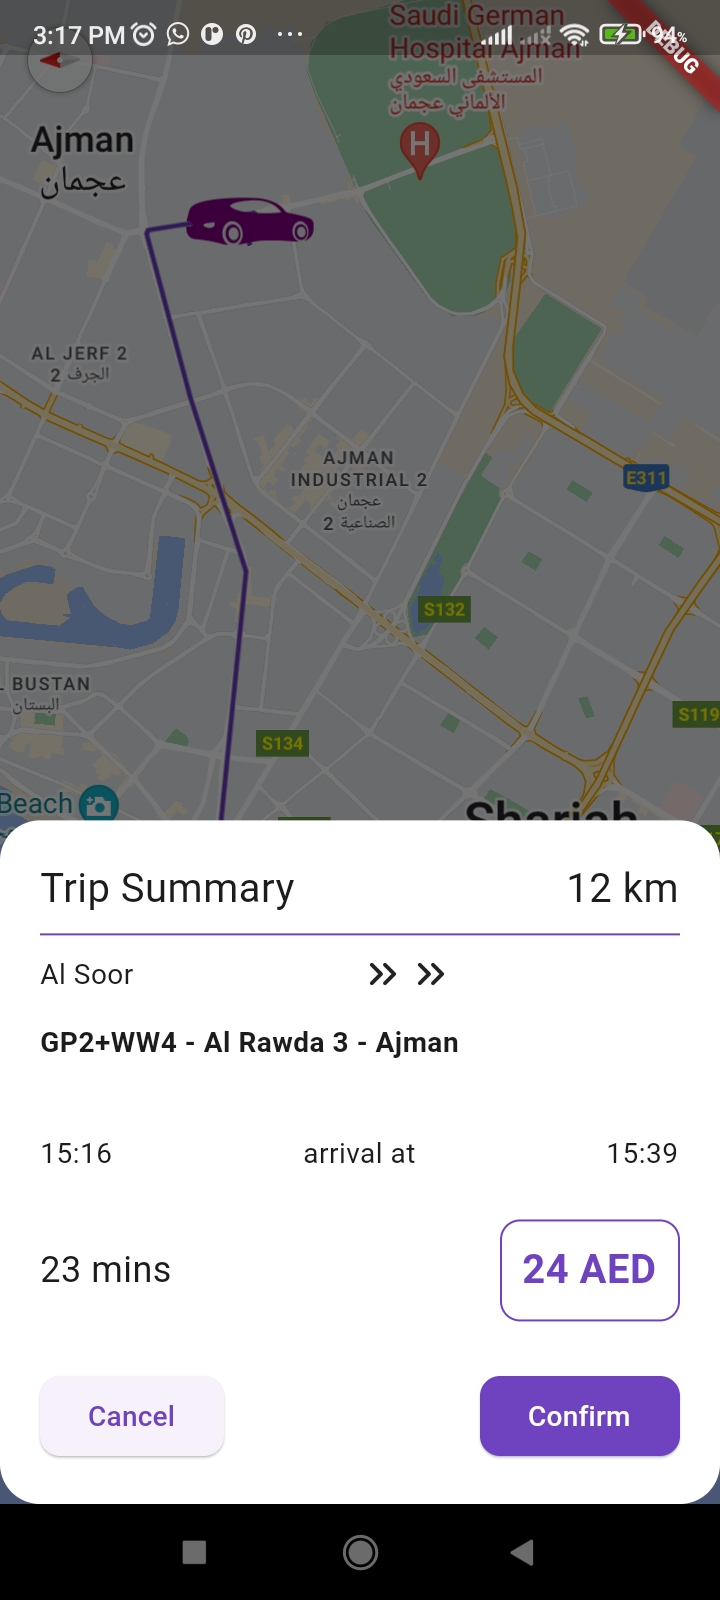 3:17 PM
94%
DEBUG
Saudi German
Hospital Ajman
المستشفى السعودي
الألماني عجمان
H
Ajman
عجمان
AL JERF 2
الجرف 2
AJMAN
INDUSTRIAL 2
عجمان
الصناعية 2
E311
S132
L BUSTAN
البستان
S119
S134
Beach
Sharjah
Trip Summary 12 km
Al Soor
GP2+WW4 - Al Rawda 3 - Ajman
15:16 arrival at 15:39
23 mins 24 AED
Cancel Confirm